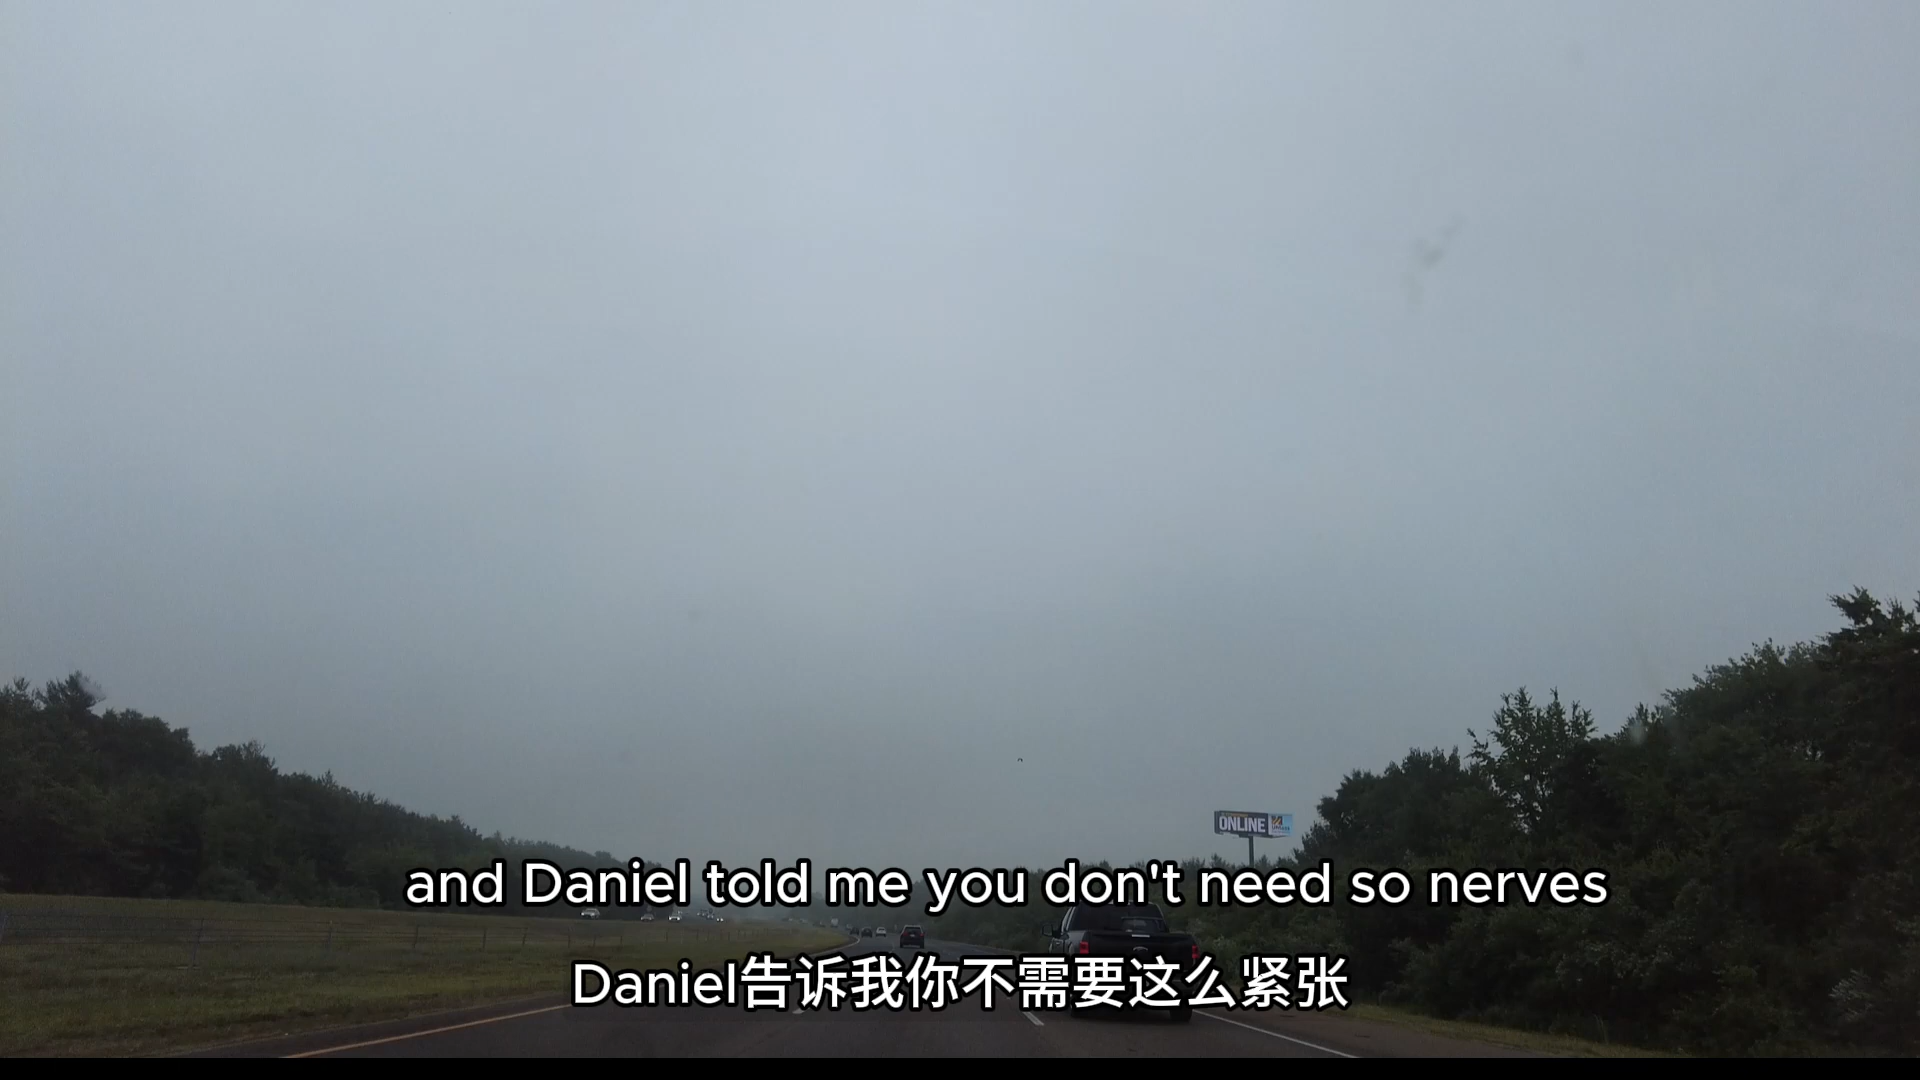 ONLINE
and Daniel told me you don't need so nerves
Daniel告诉我你不需要这么紧张